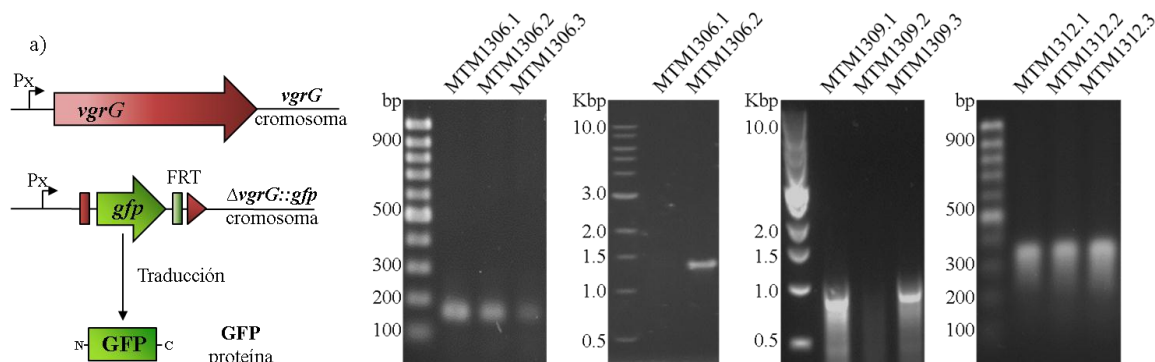 a)
Px
vgrG
vgrG
cromosoma
Px
FRT
gfp
ΔvgrG::gfp
cromosoma
Traducción
N
GFP
C
GFP
proteína
MTM1306.1
MTM1306.2
MTM1306.3
bp
900
500
300
200
100
MTM1306.1
MTM1306.2
Kbp
10.0
3.0
2.0
1.5
1.0
0.5
MTM1309.1
MTM1309.2
MTM1309.3
Kbp
10.0
2.0
1.5
1.0
0.5
MTM1312.1
MTM1312.2
MTM1312.3
bp
900
500
300
200
100